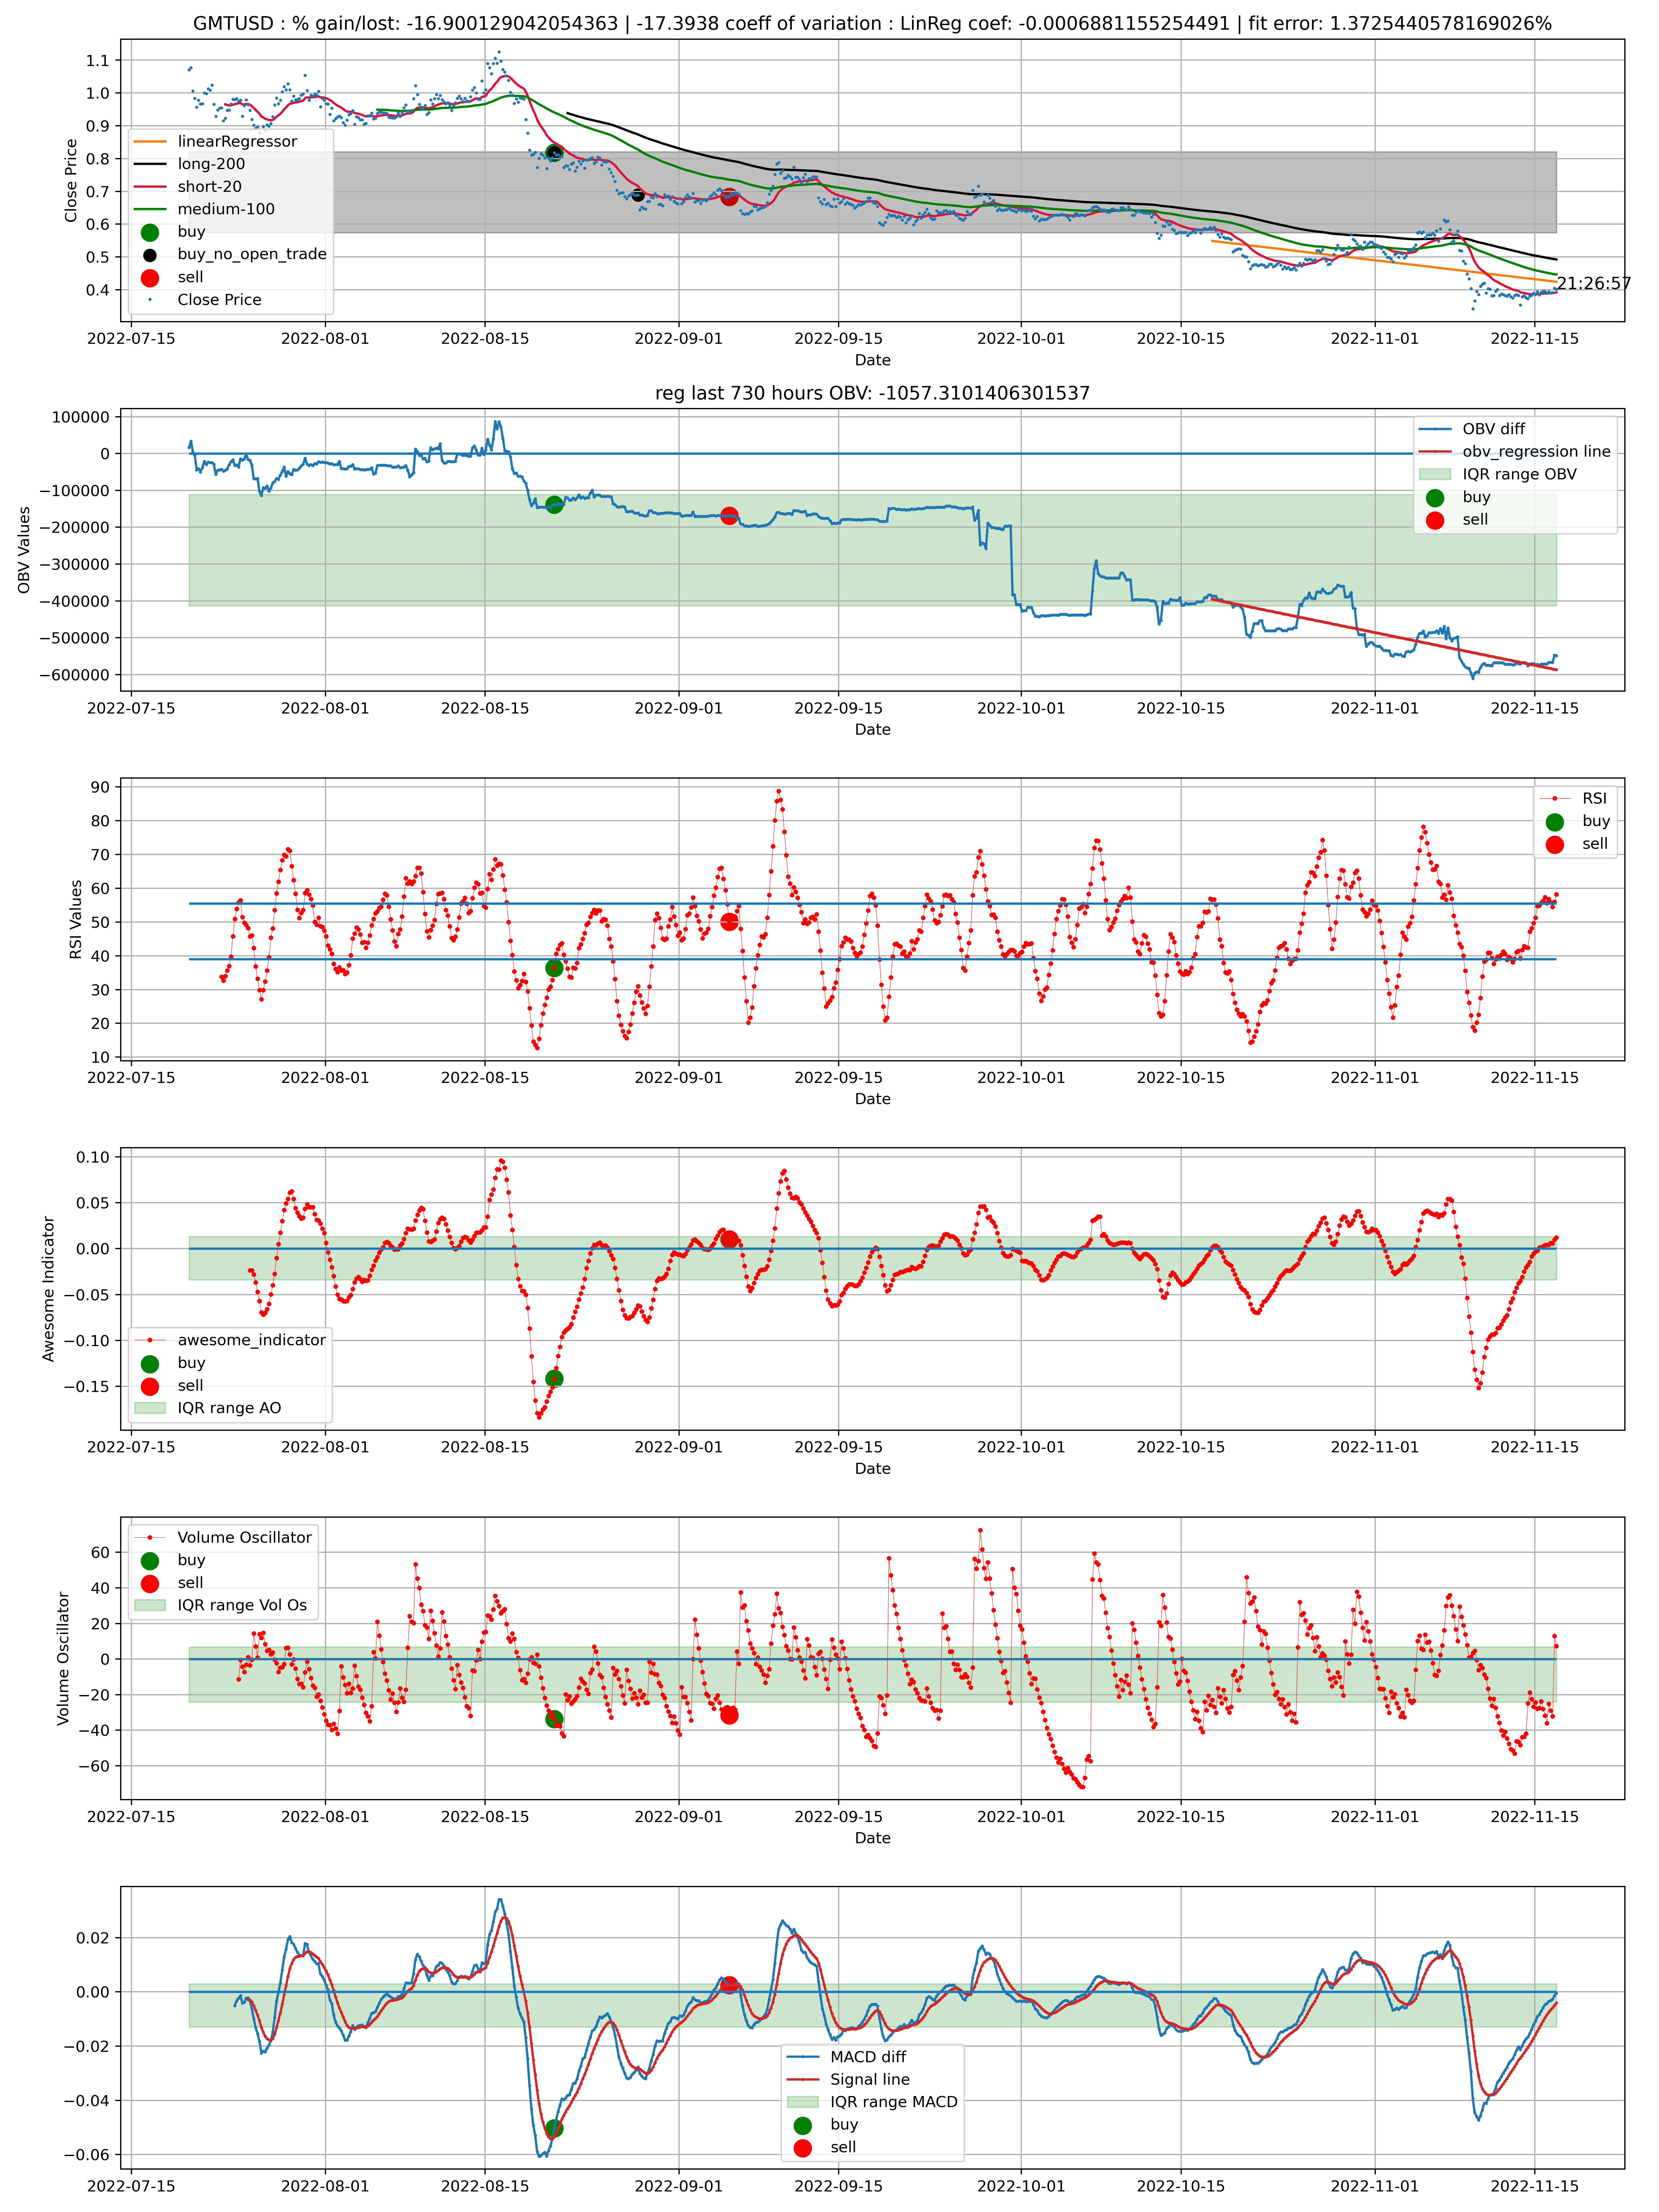 GMTUSD : % gain/lost: -16.900129042054363 | -17.3938 coeff of variation : LinReg coef: -0.0006881155254491 | fit error: 1.3725440578169026%
1.1
1.0
0.9
0.8
0.7
0.6
0.5
0.4
Close Price
linearRegressor
long-200
short-20
medium-100
buy
buy_no_open_trade
sell
Close Price
21:26:57
2022-07-15 2022-08-01 2022-08-15 2022-09-01 2022-09-15 2022-10-01 2022-10-15 2022-11-01 2022-11-15
Date
reg last 730 hours OBV: -1057.3101406301537
100000
0
−100000
−200000
−300000
−400000
−500000
−600000
OBV Values
OBV diff
obv_regression line
IQR range OBV
buy
sell
2022-07-15 2022-08-01 2022-08-15 2022-09-01 2022-09-15 2022-10-01 2022-10-15 2022-11-01 2022-11-15
Date
90
80
70
60
50
40
30
20
10
RSI Values
RSI
buy
sell
2022-07-15 2022-08-01 2022-08-15 2022-09-01 2022-09-15 2022-10-01 2022-10-15 2022-11-01 2022-11-15
Date
0.10
0.05
0.00
−0.05
−0.10
−0.15
Awesome Indicator
awesome_indicator
buy
sell
IQR range AO
2022-07-15 2022-08-01 2022-08-15 2022-09-01 2022-09-15 2022-10-01 2022-10-15 2022-11-01 2022-11-15
Date
60
40
20
0
−20
−40
−60
Volume Oscillator
Volume Oscillator
buy
sell
IQR range Vol Os
2022-07-15 2022-08-01 2022-08-15 2022-09-01 2022-09-15 2022-10-01 2022-10-15 2022-11-01 2022-11-15
Date
0.02
0.00
−0.02
−0.04
−0.06
MACD diff
Signal line
IQR range MACD
buy
sell
2022-07-15 2022-08-01 2022-08-15 2022-09-01 2022-09-15 2022-10-01 2022-10-15 2022-11-01 2022-11-15